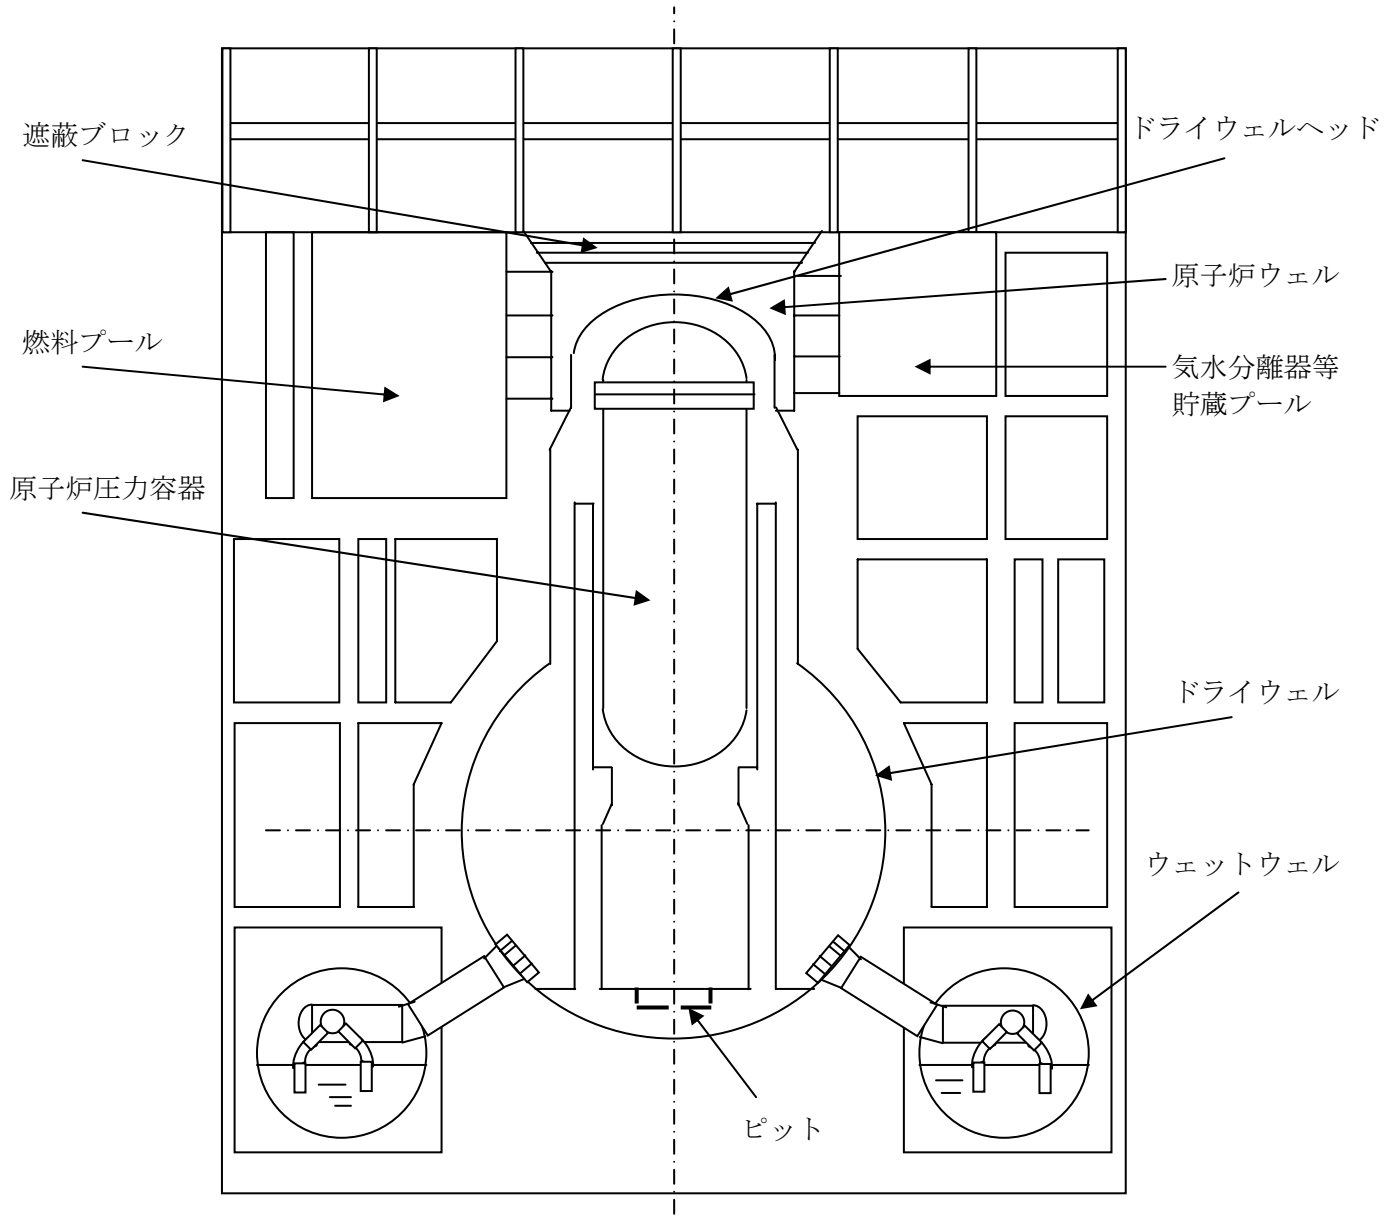 遮蔽ブロック
ドライウェルヘッド
原子炉ウェル
燃料プール
気水分離器等
貯蔵プール
原子炉圧力容器
ドライウェル
ウェットウェル
ピット